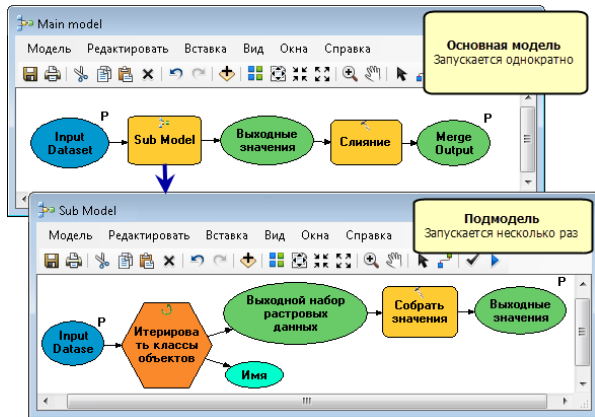 Main model
Модель Редактировать Вставка Вид Окна Справка
Основная модель
Запускается однократно
P
P
Input
Dataset
Sub Model
Выходные
значения
Слияние
Merge
Output
Sub Model
Модель Редактировать Вставка Вид Окна Справка
Подмодель
Запускается несколько раз
P
P
Input
Datase
Итерирова
ть классы
объектов
Выходной набор
растровых
данных
Имя
Собрать
значения
Выходные
значения